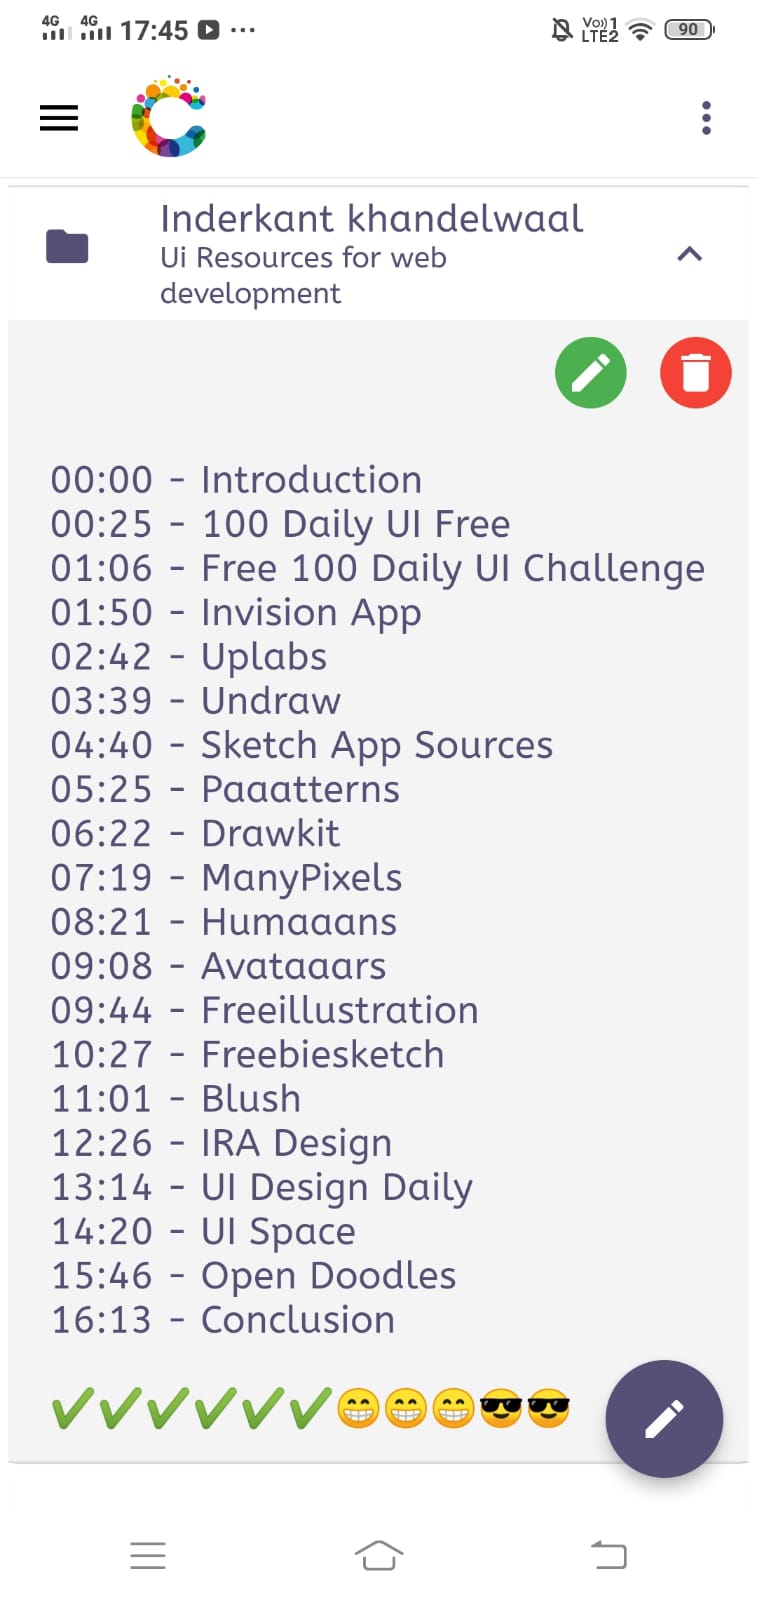 4G 4G 17:45 Vo)) 1 LTE2 90
Inderkant khandelwaal
Ui Resources for web
development
00:00 - Introduction
00:25 - 100 Daily UI Free
01:06 - Free 100 Daily UI Challenge
01:50 - Invision App
02:42 - Uplabs
03:39 - Undraw
04:40 - Sketch App Sources
05:25 - Paaatterns
06:22 - Drawkit
07:19 - ManyPixels
08:21 - Humaaans
09:08 - Avataaars
09:44 - Freeillustration
10:27 - Freebiesketch
11:01 - Blush
12:26 - IRA Design
13:14 - UI Design Daily
14:20 - UI Space
15:46 - Open Doodles
16:13 - Conclusion
✔✔✔✔✔✔😁😁😁😎😎